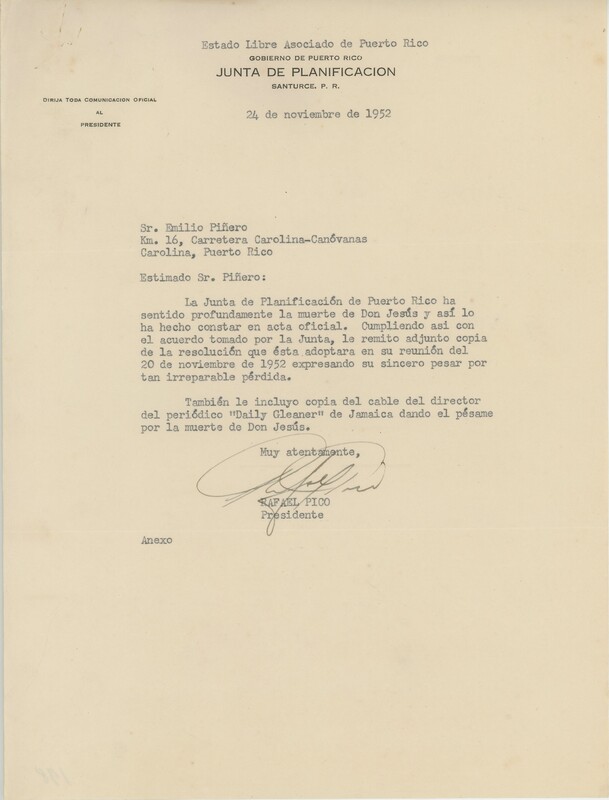 Estado Libre Asociado de Puerto Rico
GOBIERNO DE PUERTO RICO
JUNTA DE PLANIFICACION
SANTURCE, P. R.
DIRIJA TODA COMUNICACION OFICIAL
AL
PRESIDENTE
24 de noviembre de 1952
Sr. Emilio Piñero
Km. 16, Carretera Carolina-Canóvanas
Carolina, Puerto Rico
Estimado Sr. Piñero:
La Junta de Planificación de Puerto Rico ha
sentido profundamente la muerte de Don Jesús y así lo
ha hecho constar en acta oficial. Cumpliendo asi con
el acuerdo tomado por la Junta, le remito adjunto copia
de la resolución que ésta adoptara en su reunión del
20 de noviembre de 1952 expresando su sincero pesar por
tan irreparable pérdida.
También le incluyo copia del cable del director
del periódico "Daily Gleaner" de Jamaica dando el pésame
por la muerte de Don Jesús.
Muy atentamente,
RAFAEL PICO
Presidente
Anexo